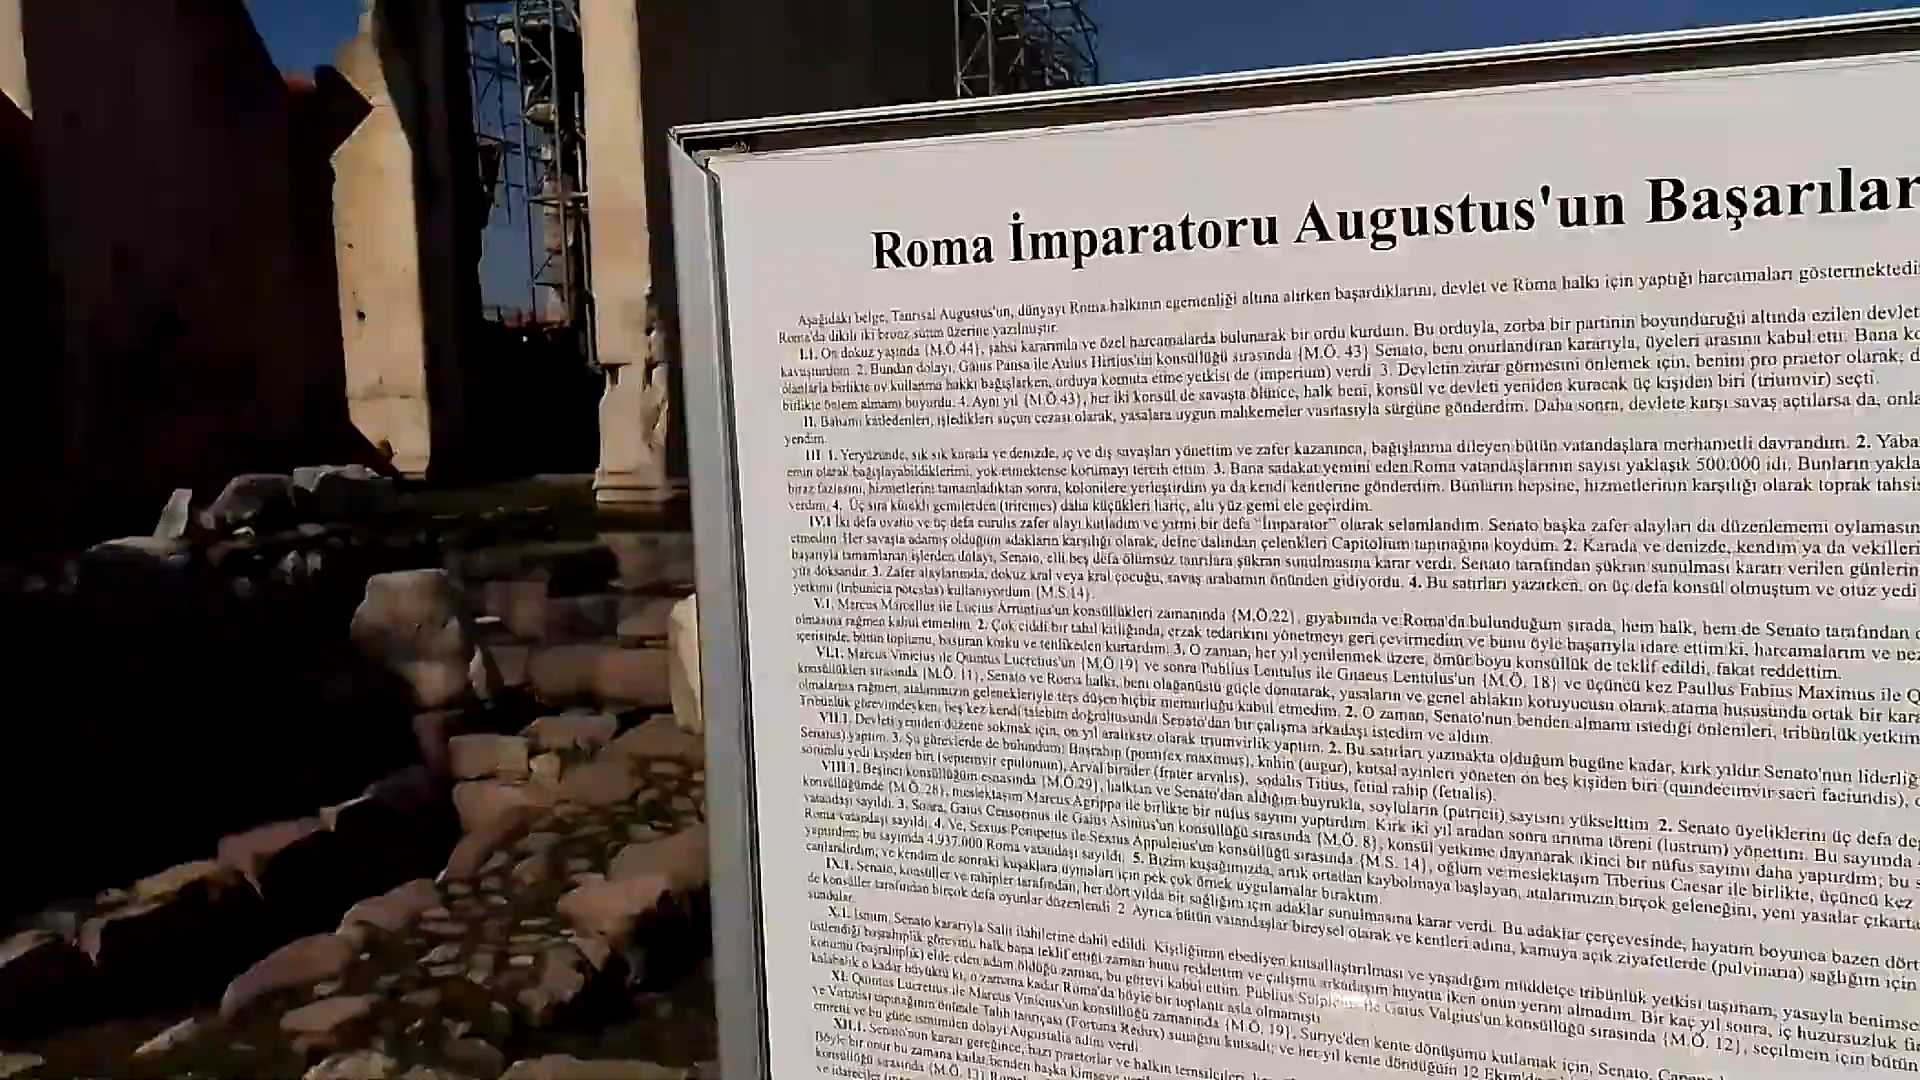 Roma İmparatoru Augustus'un Başarılar
Aşağıdaki belge, Tanrısal Augustus'un, dünyayı Roma halkının egemenliği altına alırken başardıklarını, devlet ve Roma halkı için yaptığı harcamaları göstermektedi
Roma'da dikili iki bronz sütun üzerine yazılmıştır.
I.1. On dokuz yaşında {M.Ö.44}, şahsi kararımla ve özel harcamalarda bulunarak bir ordu kurdum. Bu orduyla, zorba bir partinin boyunduruğu altında ezilen devlet
kavuşturdum. 2. Bundan dolayı, Gaius Pansa ile Aulus Hirtius'un konsüllüğü sırasında {M.Ö. 43} Senato, beni onurlandıran kararıyla, üyeleri arasına kabul etti. Bana ko
olanlarla birlikte oy kullanma hakkı bağışlarken, orduya komuta etme yetkisi de (imperium) verdi 3. Devletin zarar görmesini önlemek için, benim pro praetor olarak, d
birlikte önlem almamı buyurdu. 4. Aynı yıl {M.Ö.43}, her iki konsül de savaşta ölünce, halk beni, konsül ve devleti yeniden kuracak üç kişiden biri (triumvir) seçti.
II. Babamı katledenleri, işledikleri suçun cezası olarak, yasalara uygun mahkemeler vasıtasıyla sürgüne gönderdim. Daha sonra, devlete karşı savaş açtılarsa da, onla
yendim.
III 1. Yeryüzünde, sık sık karada ve denizde, iç ve dış savaşları yönettim ve zafer kazanınca, bağışlanma dileyen bütün vatandaşlara merhametli davrandım. 2. Yaba
emin olarak bağışlayabildiklerimi, yok etmektense korumayı tercih ettim. 3. Bana sadakat yemini eden Roma vatandaşlarının sayısı yaklaşık 500.000 idi. Bunların yakla
biraz fazlasını, hizmetlerini tamamladıktan sonra, kolonilere yerleştirdim ya da kendi kentlerine gönderdim. Bunların hepsine, hizmetlerinin karşılığı olarak toprak tahsi
verdim. 4. Üç sıra kürekli gemilerden (triremes) daha küçükleri hariç, altı yüz gemi ele geçirdim.
IV.1 İki defa ovatio ve üç defa curulis zafer alayı kutladım ve yirmi bir defa "İmparator" olarak selamlandım. Senato başka zafer alayları da düzenlememi oylamasın
etmedim. Her savaşta adamış olduğum adakların karşılığı olarak, defne dalından çelenkleri Capitolium tapınağına koydum. 2. Karada ve denizde, kendim ya da vekilleri
başarıyla tamamlanan işlerden dolayı, Senato, elli beş defa ölümsüz tanrılara şükran sunulmasına karar verdi. Senato tarafından şükran sunulması kararı verilen günlerin
yüz doksandır. 3. Zafer alaylarımda, dokuz kral veya kral çocuğu, savaş arabamın önünden gidiyordu. 4. Bu satırları yazarken, on üç defa konsül olmuştum ve otuz yedi
yetkimi (tribunicia potestas) kullanıyordum {M.S.14}.
V.1. Marcus Marcellus ile Lucius Arruntius'un konsüllükleri zamanında {M.Ö.22}, gıyabında ve Roma'da bulunduğum sırada, hem halk, hem de Senato tarafından
olmasına rağmen kabul etmedim. 2. Çok ciddi bir tahıl kıtlığında, erzak tedarikini yönetmeyi geri çevirmedim ve bunu öyle başarıyla idare ettim ki, harcamalarım ve nez
içerisinde, bütün toplumu, başuran korku ve tehlikeden kurtardım. 3. O zaman, her yıl yenilenmek üzere, ömür boyu konsüllük de teklif edildi, fakat reddettim.
VI.1. Marcus Vinicius ile Quintus Lucretius'un {M.Ö 19} ve sonra Publius Lentulus ile Gnaeus Lentulus'un {M.Ö. 18} ve üçüncü kez Paullus Fabius Maximus ile Q
konsüllükleri sırasında {M.Ö. 11}, Senato ve Roma halkı, beni olağanüstü güçle donatarak, yasaların ve genel ahlakın koruyucusu olarak atama hususunda ortak bir kara
olmalarına rağmen, atalarımızın gelenekleriyle ters düşen hiçbir memurluğu kabul etmedim. 2. O zaman, Senato'nun benden almamı istediği önlemleri, tribünlük yetkim
Tribünlük görevimdeyken, beş kez kendi talebim doğrultusunda Senato'dan bir çalışma arkadaşı istedim ve aldım.
VII.1. Devleti yeniden düzene sokmak için, on yıl aralıksız olarak triumvirlik yaptım. 2. Bu satırları yazmakta olduğum bugüne kadar, kırk yıldır Senato'nun liderliğ
Senatus) yaptım. 3. Şu görevlerde de bulundum: Başrahip (pontifex maximus), kahin (augur), kutsal ayinleri yöneten on beş kişiden biri (quindecimvir sacri faciundis),
sorumlu yedi kişiden biri (septemvir epulonum), Arval birader (frater arvalis), sodalis Titius, fetial rahip (fetialis).
VIII.1. Beşinci konsüllüğüm esnasında {M.Ö.29}, halktan ve Senato'dan aldığım buyrukla, soyluların (patricii) sayısını yükselttim. 2. Senato üyeliklerini üç defa de
konsüllüğümde {M.Ö. 28}, meslektaşım Marcus Agrippa ile birlikte bir nüfus sayımı yaptırdım. Kırk iki yıl aradan sonra arınma töreni (lustrum) yönettim. Bu sayımda
vatandaşı sayıldı. 3. Sonra, Gaius Censorinus ile Gaius Asinius'un konsüllüğü sırasında {M.Ö. 8}, konsül yetkime dayanarak ikinci bir nüfus sayımı daha yaptırdım; bu s
Roma vatandaşı sayıldı. 4. Ve, Sextus Pompeius ile Sextus Appuleius'un konsüllüğü sırasında {M.S. 14}, oğlum ve meslektaşım Tiberius Caesar ile birlikte, üçüncü kez
yaptırdım; bu sayımda 4.937.000 Roma vatandaşı sayıldı. 5. Bizim kuşağımızda, artık ortadan kaybolmaya başlayan, atalarımızın birçok geleneğini, yeni yasalar çıkarta
canlandırdım; ve kendim de sonraki kuşaklara uymaları için pek çok örnek uygulamalar bıraktım.
IX.1. Senato, konsüller ve rahipler tarafından, her dört yılda bir sağlığım için adaklar sunulmasına karar verdi. Bu adaklar çerçevesinde, hayatım boyunca bazen dört
de konsüller tarafından birçok defa oyunlar düzenlendi 2 Ayrıca bütün vatandaşlar bireysel olarak ve kentleri adına, kamuya açık ziyafetlerde (pulvinaria) sağlığım için
sundular.
X.1. İsmim, Senato kararıyla Salii ilahilerine dahil edildi. Kişiliğimin ebediyen kutsallaştırılması ve yaşadığım müddetçe tribünlük yetkisi taşımam, yasayla benimse
üstlendiği başrahiplik görevini, halk bana teklif ettiği zaman bunu reddettim ve çalışma arkadaşım hayatta iken onun yerini almadım. Bir kaç yıl sonra, iç huzursuzluk
konumu (başrahiplik) elde eden adam öldüğü zaman, bu görevi kabul ettim. Publius ile Gaius Valgius'un konsüllüğü sırasında {M.Ö. 12}, seçilmem için bütün
kalabalık o kadar büyüktü ki, o zamana kadar Roma'da böyle bir toplantı asla olmamıştı.
XI. Quintus Lucretius ile Marcus Vinicius'un konsüllüğü zamanında {M.Ö. 19}, Suriye'den kente dönüşümü kutlamak için, Senato,
ve Vatirtus tapınağının önünde Talih tanrıçası (Fortuna Redux) sunağını kutsadı; ve her yıl kente döndüğüm 12 Ekim'de
emretti ve bu güne ismimden dolayı Augustalia adını verdi.
XII.1. Senato'nun kararı gereğince, bazı praetorlar ve halkın temsilcileri,
Böyle bir onur bu zamana kadar benden başka kimseye
konsüllüğü sırasında {M.Ö. 13}
ve idareciler